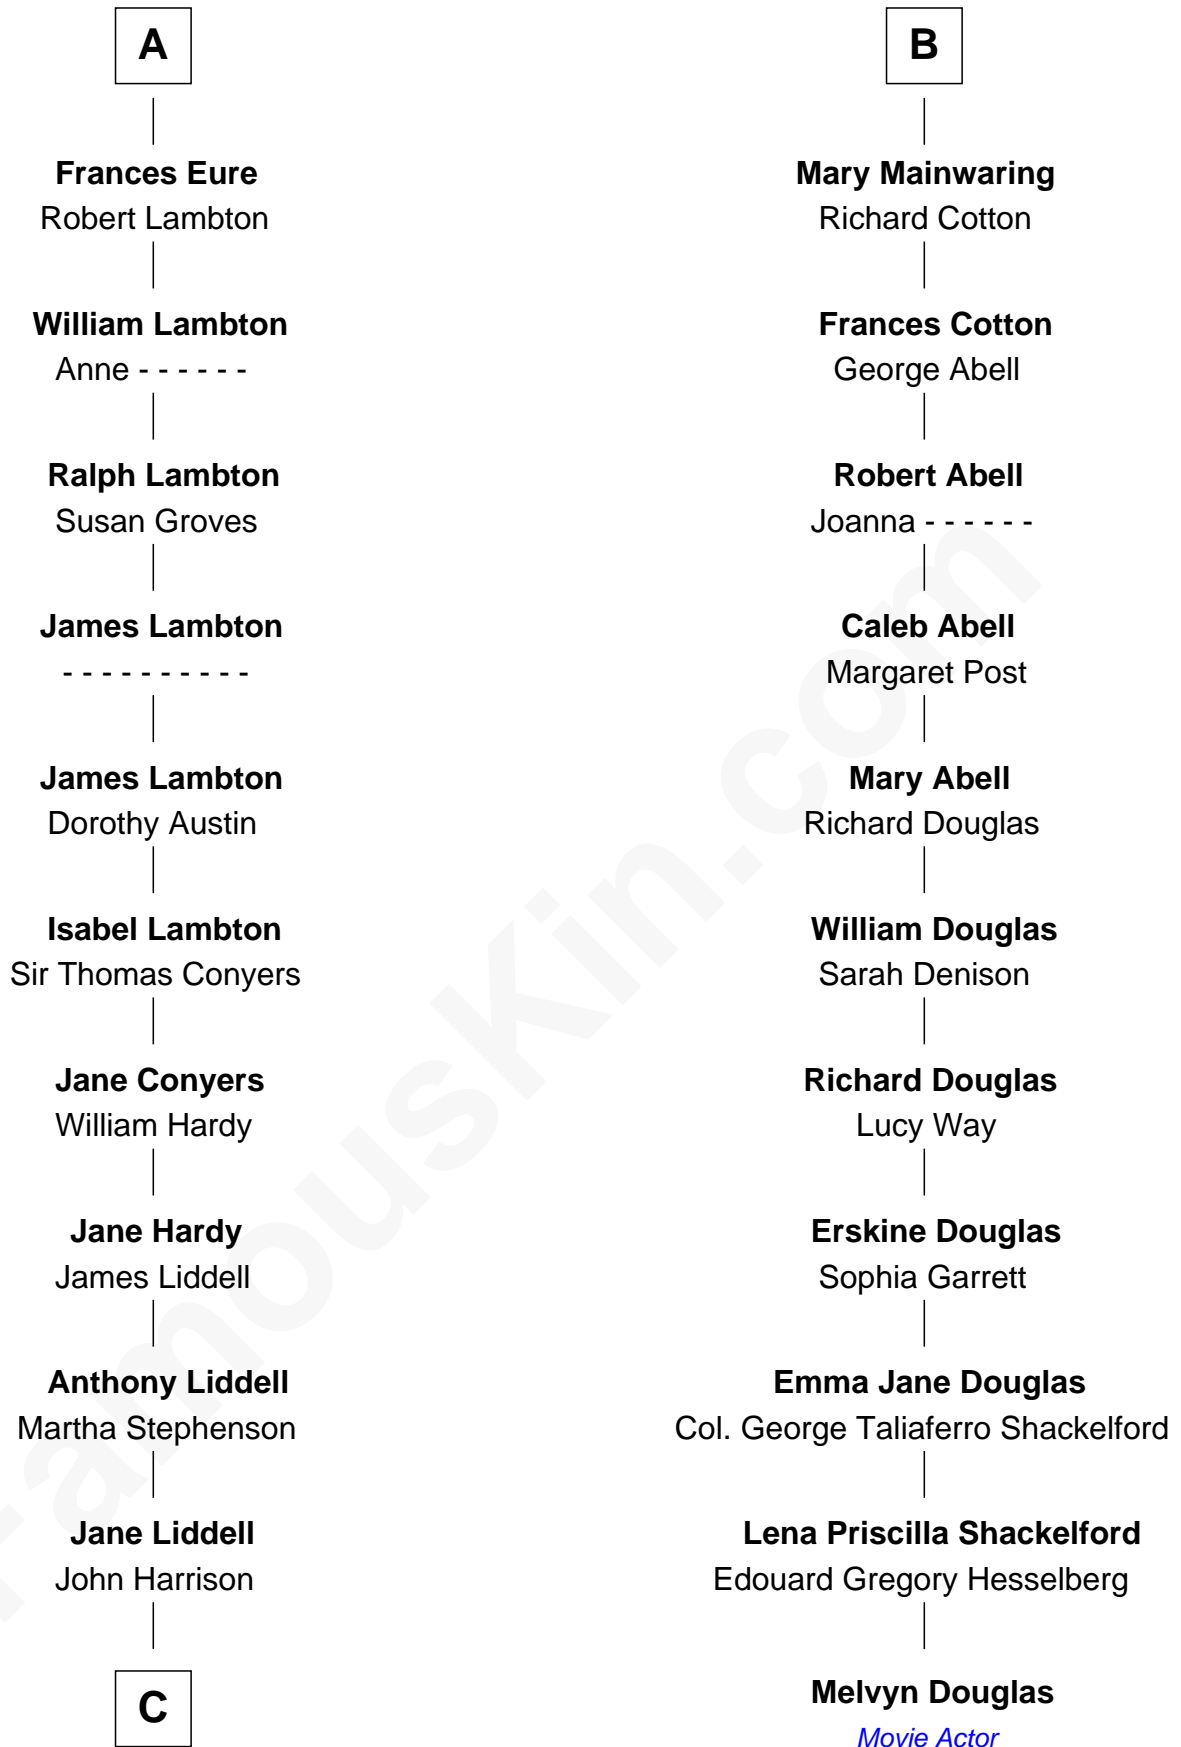 A
Frances Eure
Robert Lambton
William Lambton
Anne - - - - - -
Ralph Lambton
Susan Groves
James Lambton
- - - - - - - - - -
James Lambton
Dorothy Austin
Isabel Lambton
Sir Thomas Conyers
Jane Conyers
William Hardy
Jane Hardy
James Liddell
Anthony Liddell
Martha Stephenson
Jane Liddell
John Harrison
C
B
Mary Mainwaring
Richard Cotton
Frances Cotton
George Abell
Robert Abell
Joanna - - - - - -
Caleb Abell
Margaret Post
Mary Abell
Richard Douglas
William Douglas
Sarah Denison
Richard Douglas
Lucy Way
Erskine Douglas
Sophia Garrett
Emma Jane Douglas
Col. George Taliaferro Shackelford
Lena Priscilla Shackelford
Edouard Gregory Hesselberg
Melvyn Douglas
Movie Actor
FamousKin.com